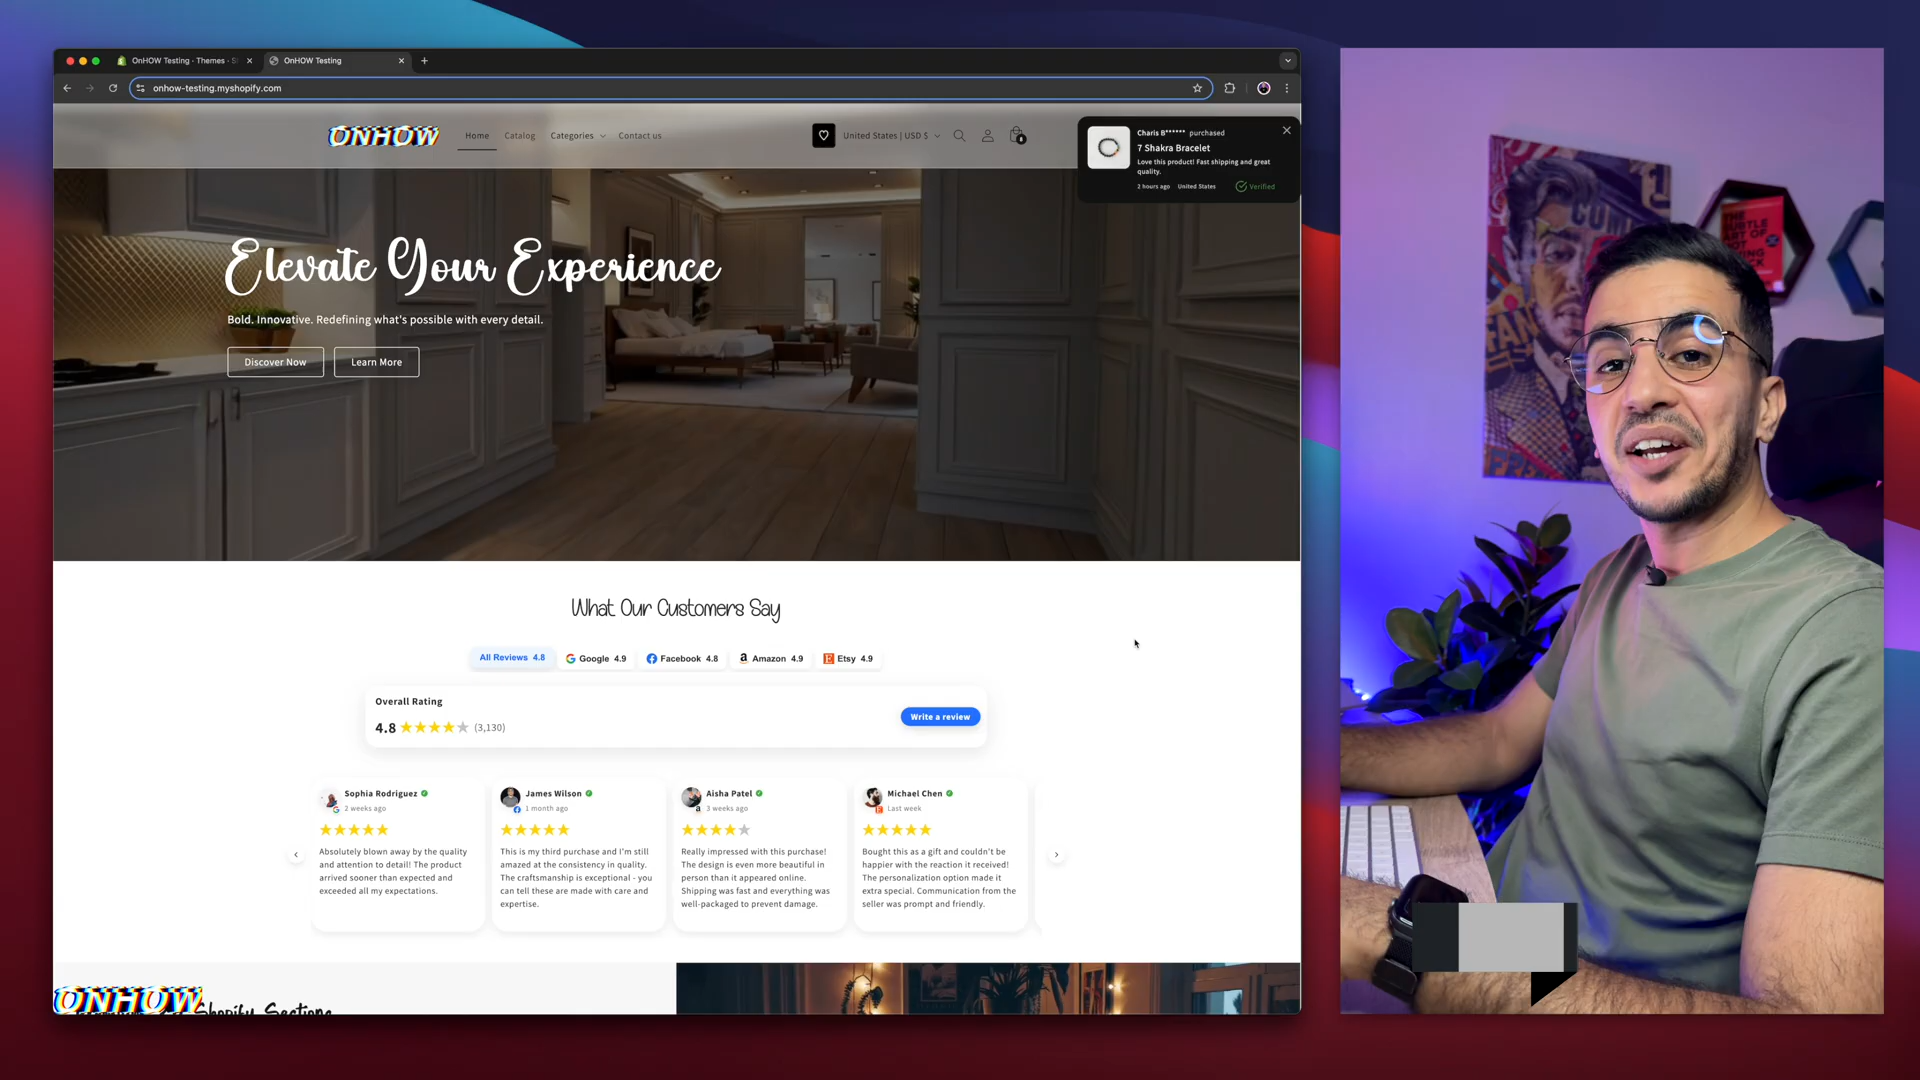 OnHOW Testing · Themes · S
OnHOW Testing
onhow-testing.myshopify.com
ONHOW
Home
Catalog
Categories
Contact us
United States | USD $
Charis B****** purchased
7 Shakra Bracelet
Love this product! Fast shipping and great
quality.
2 hours ago
United States
Verified
Elevate Your Experience
Bold. Innovative. Redefining what's possible with every detail.
Discover Now
Learn More
What Our Customers Say
All Reviews 4.8
Google 4.9
Facebook 4.8
Amazon 4.9
Etsy 4.9
Overall Rating
4.8
(3,130)
Write a review
Sophia Rodriguez
2 weeks ago
Absolutely blown away by the quality
and attention to detail! The product
arrived sooner than expected and
exceeded all my expectations.
James Wilson
1 month ago
This is my third purchase and I'm still
amazed at the consistency in quality.
The craftsmanship is exceptional - you
can tell these are made with care and
expertise.
Aisha Patel
3 weeks ago
Really impressed with this purchase!
The design is even more beautiful in
person than it appeared online.
Shipping was fast and everything was
well-packaged to prevent damage.
Michael Chen
Last week
Bought this as a gift and couldn't be
happier with the reaction it received!
The personalization option made it
extra special. Communication from the
seller was prompt and friendly.
ONHOW
Shopify Sections
THE
SUBTLE
ART OF